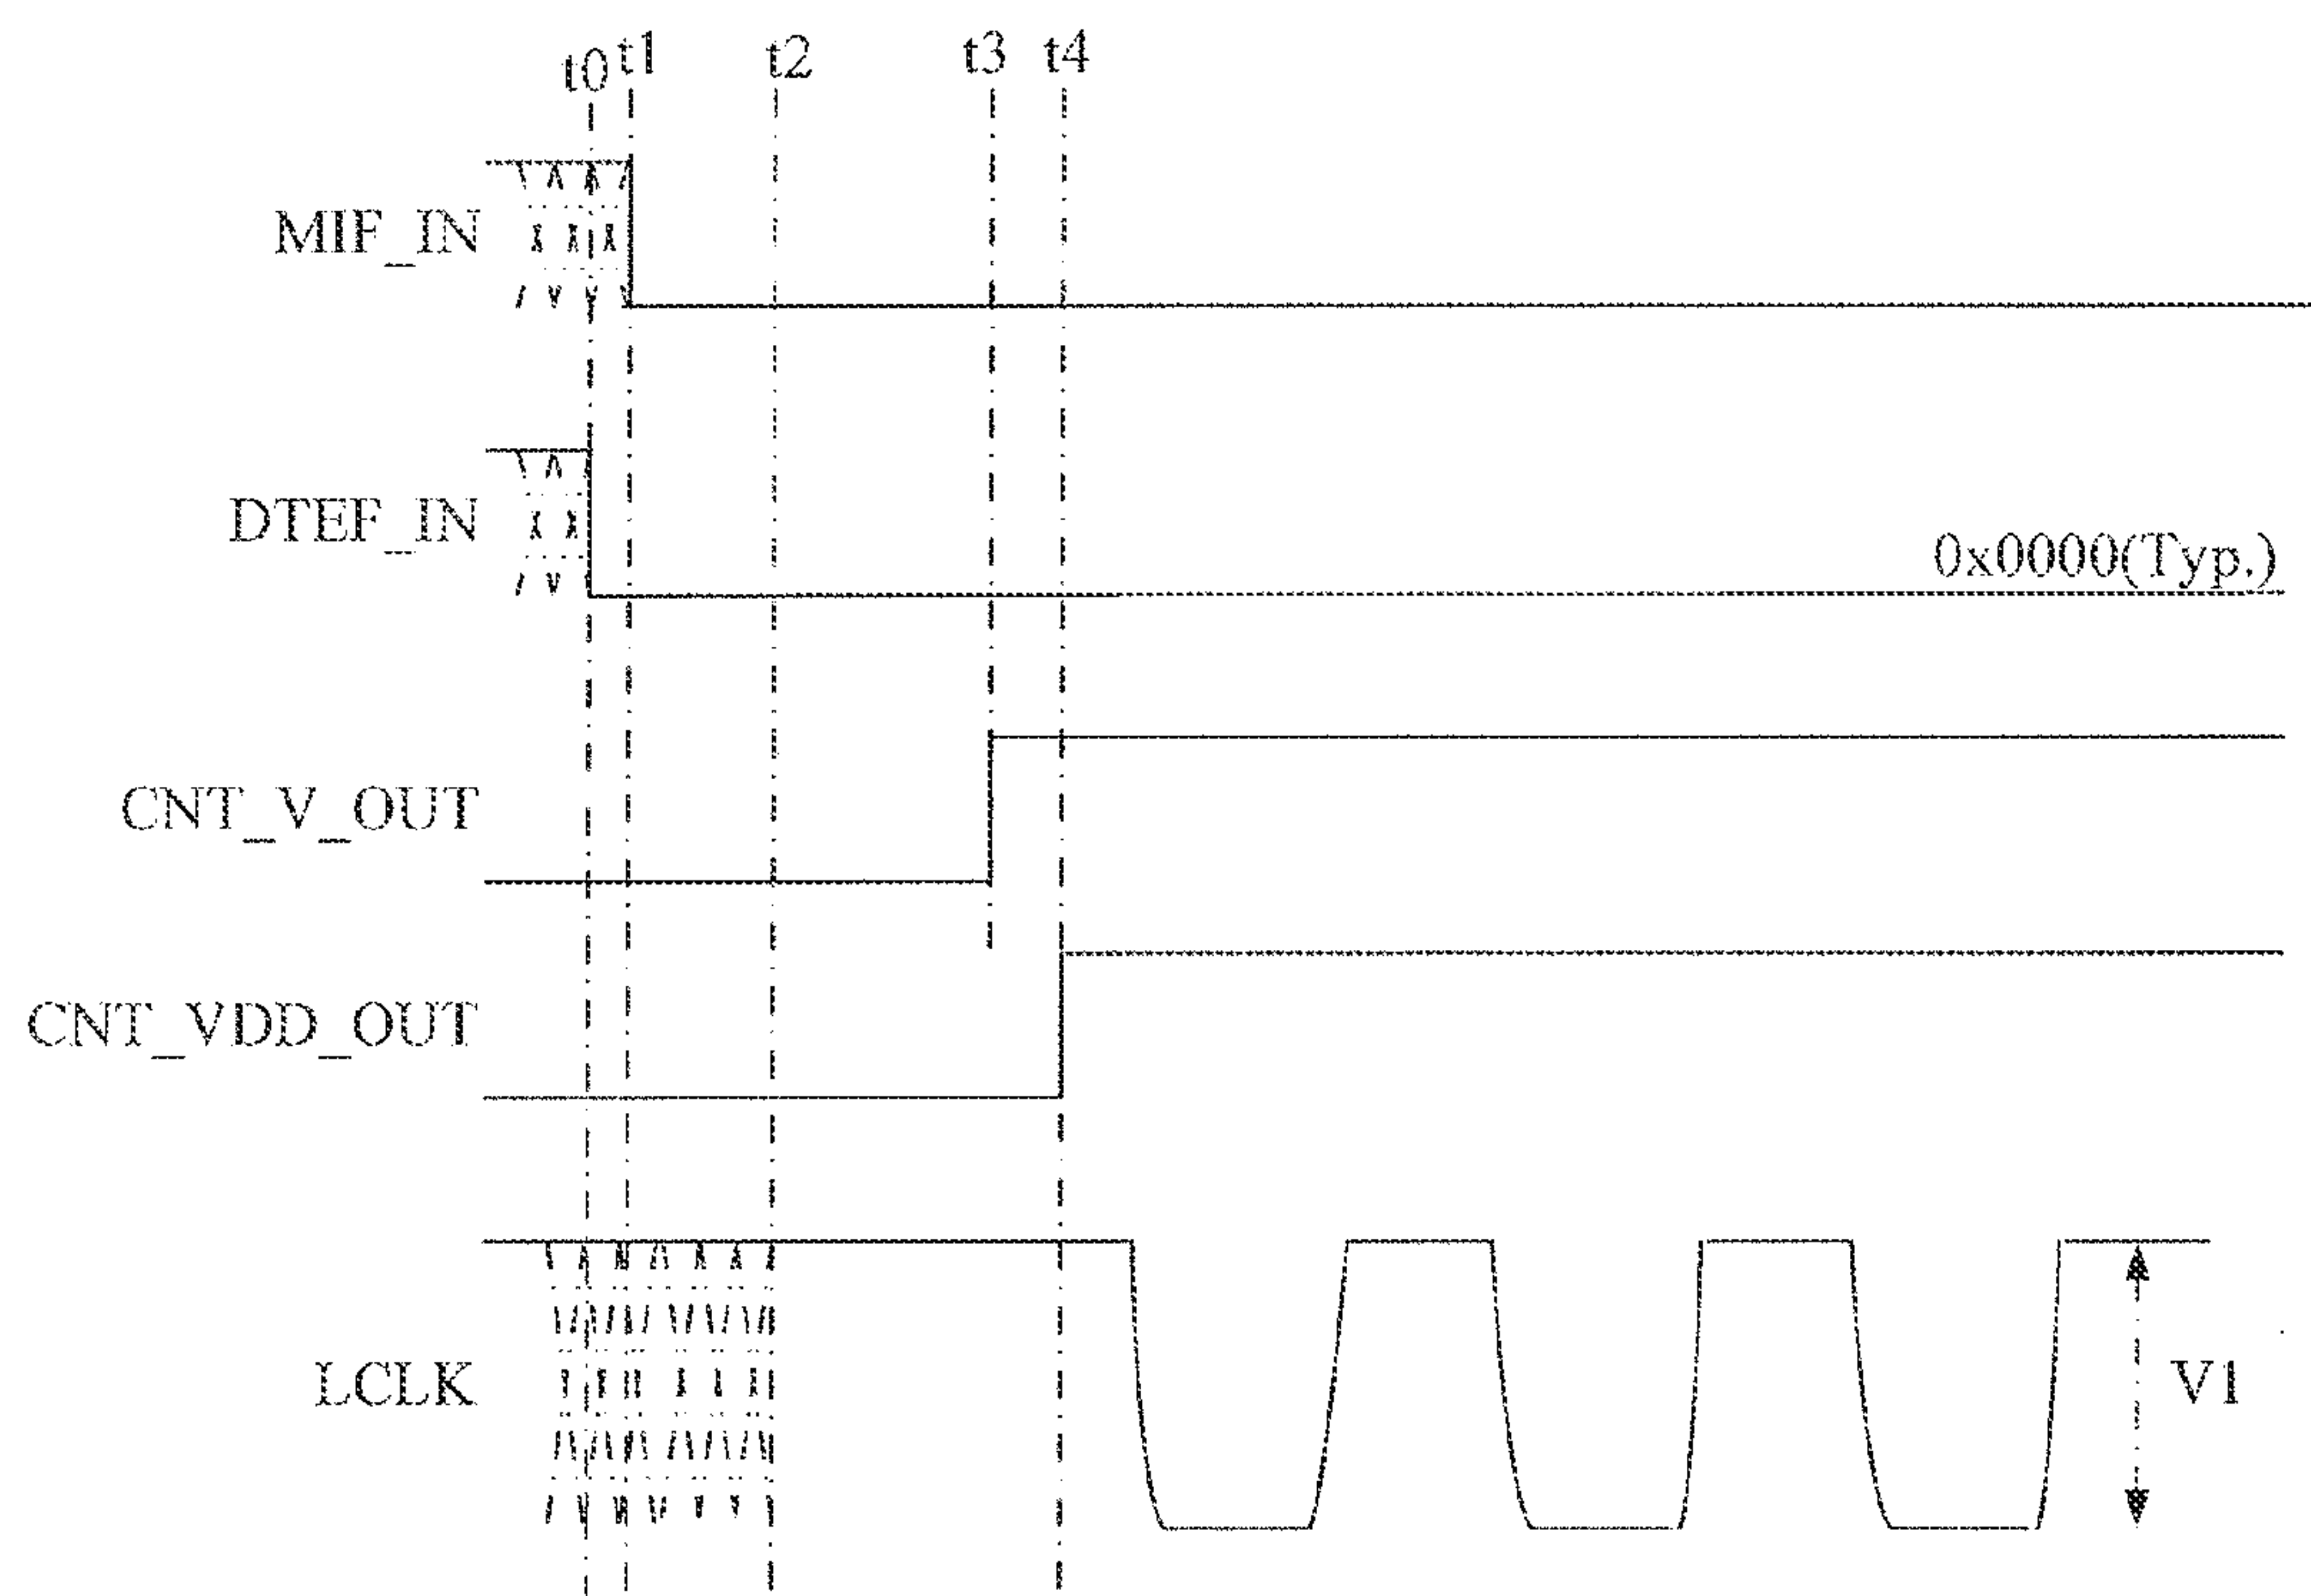 t0 t1 t2 t3 t4
MIF_IN
DTEF_IN
0x0000(Typ.)
CNT_V_OUT
CNT_VDD_OUT
LCLK
V1